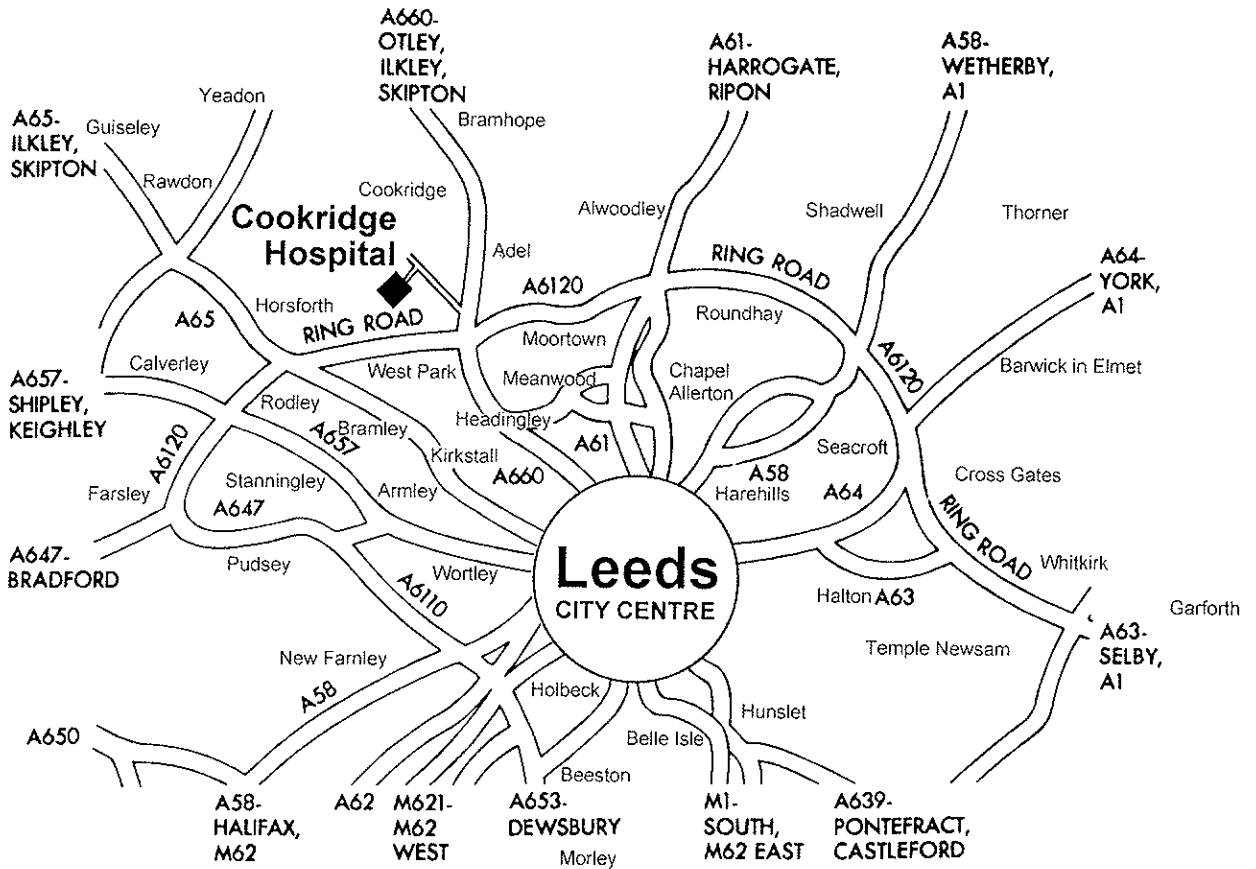 A660-
OTLEY,
ILKLEY,
SKIPTON
A61-
HARROGATE,
RIPON
A58-
WETHERBY,
A1
Yeadon
A65-
ILKLEY,
SKIPTON
Guiseley
Bramhope
Rawdon
Cookridge
Cookridge
Hospital
Alwoodley
Shadwell
Thorner
Adel
RING ROAD
A64-
YORK,
A1
A6120
Horsforth
A65
RING ROAD
Roundhay
Moortown
A6120
Calverley
West Park
Meanwood
Chapel
Allerton
Barwick in Elmet
A657-
SHIPLEY,
KEIGHLEY
Rodley
Bramley
Headingley
A657
A6120
Kirkstall
A61
Seacroft
Stanningley
A660
A58
Cross Gates
Farsley
Armley
Harehills
A64
A647
RING ROAD
A647-
BRADFORD
Pudsey
Wortley
Leeds
CITY CENTRE
Whitkirk
A6110
Halton
A63
Garforth
Temple Newsam
A63-
SELBY,
A1
New Farnley
A58
Holbeck
Hunslet
A650
Belle Isle
Beeston
A58-
HALIFAX,
M62
A62
M621-
M62
WEST
A653-
DEWSBURY
Morley
M1-
SOUTH,
M62 EAST
A639-
PONTEFRACT,
CASTLEFORD